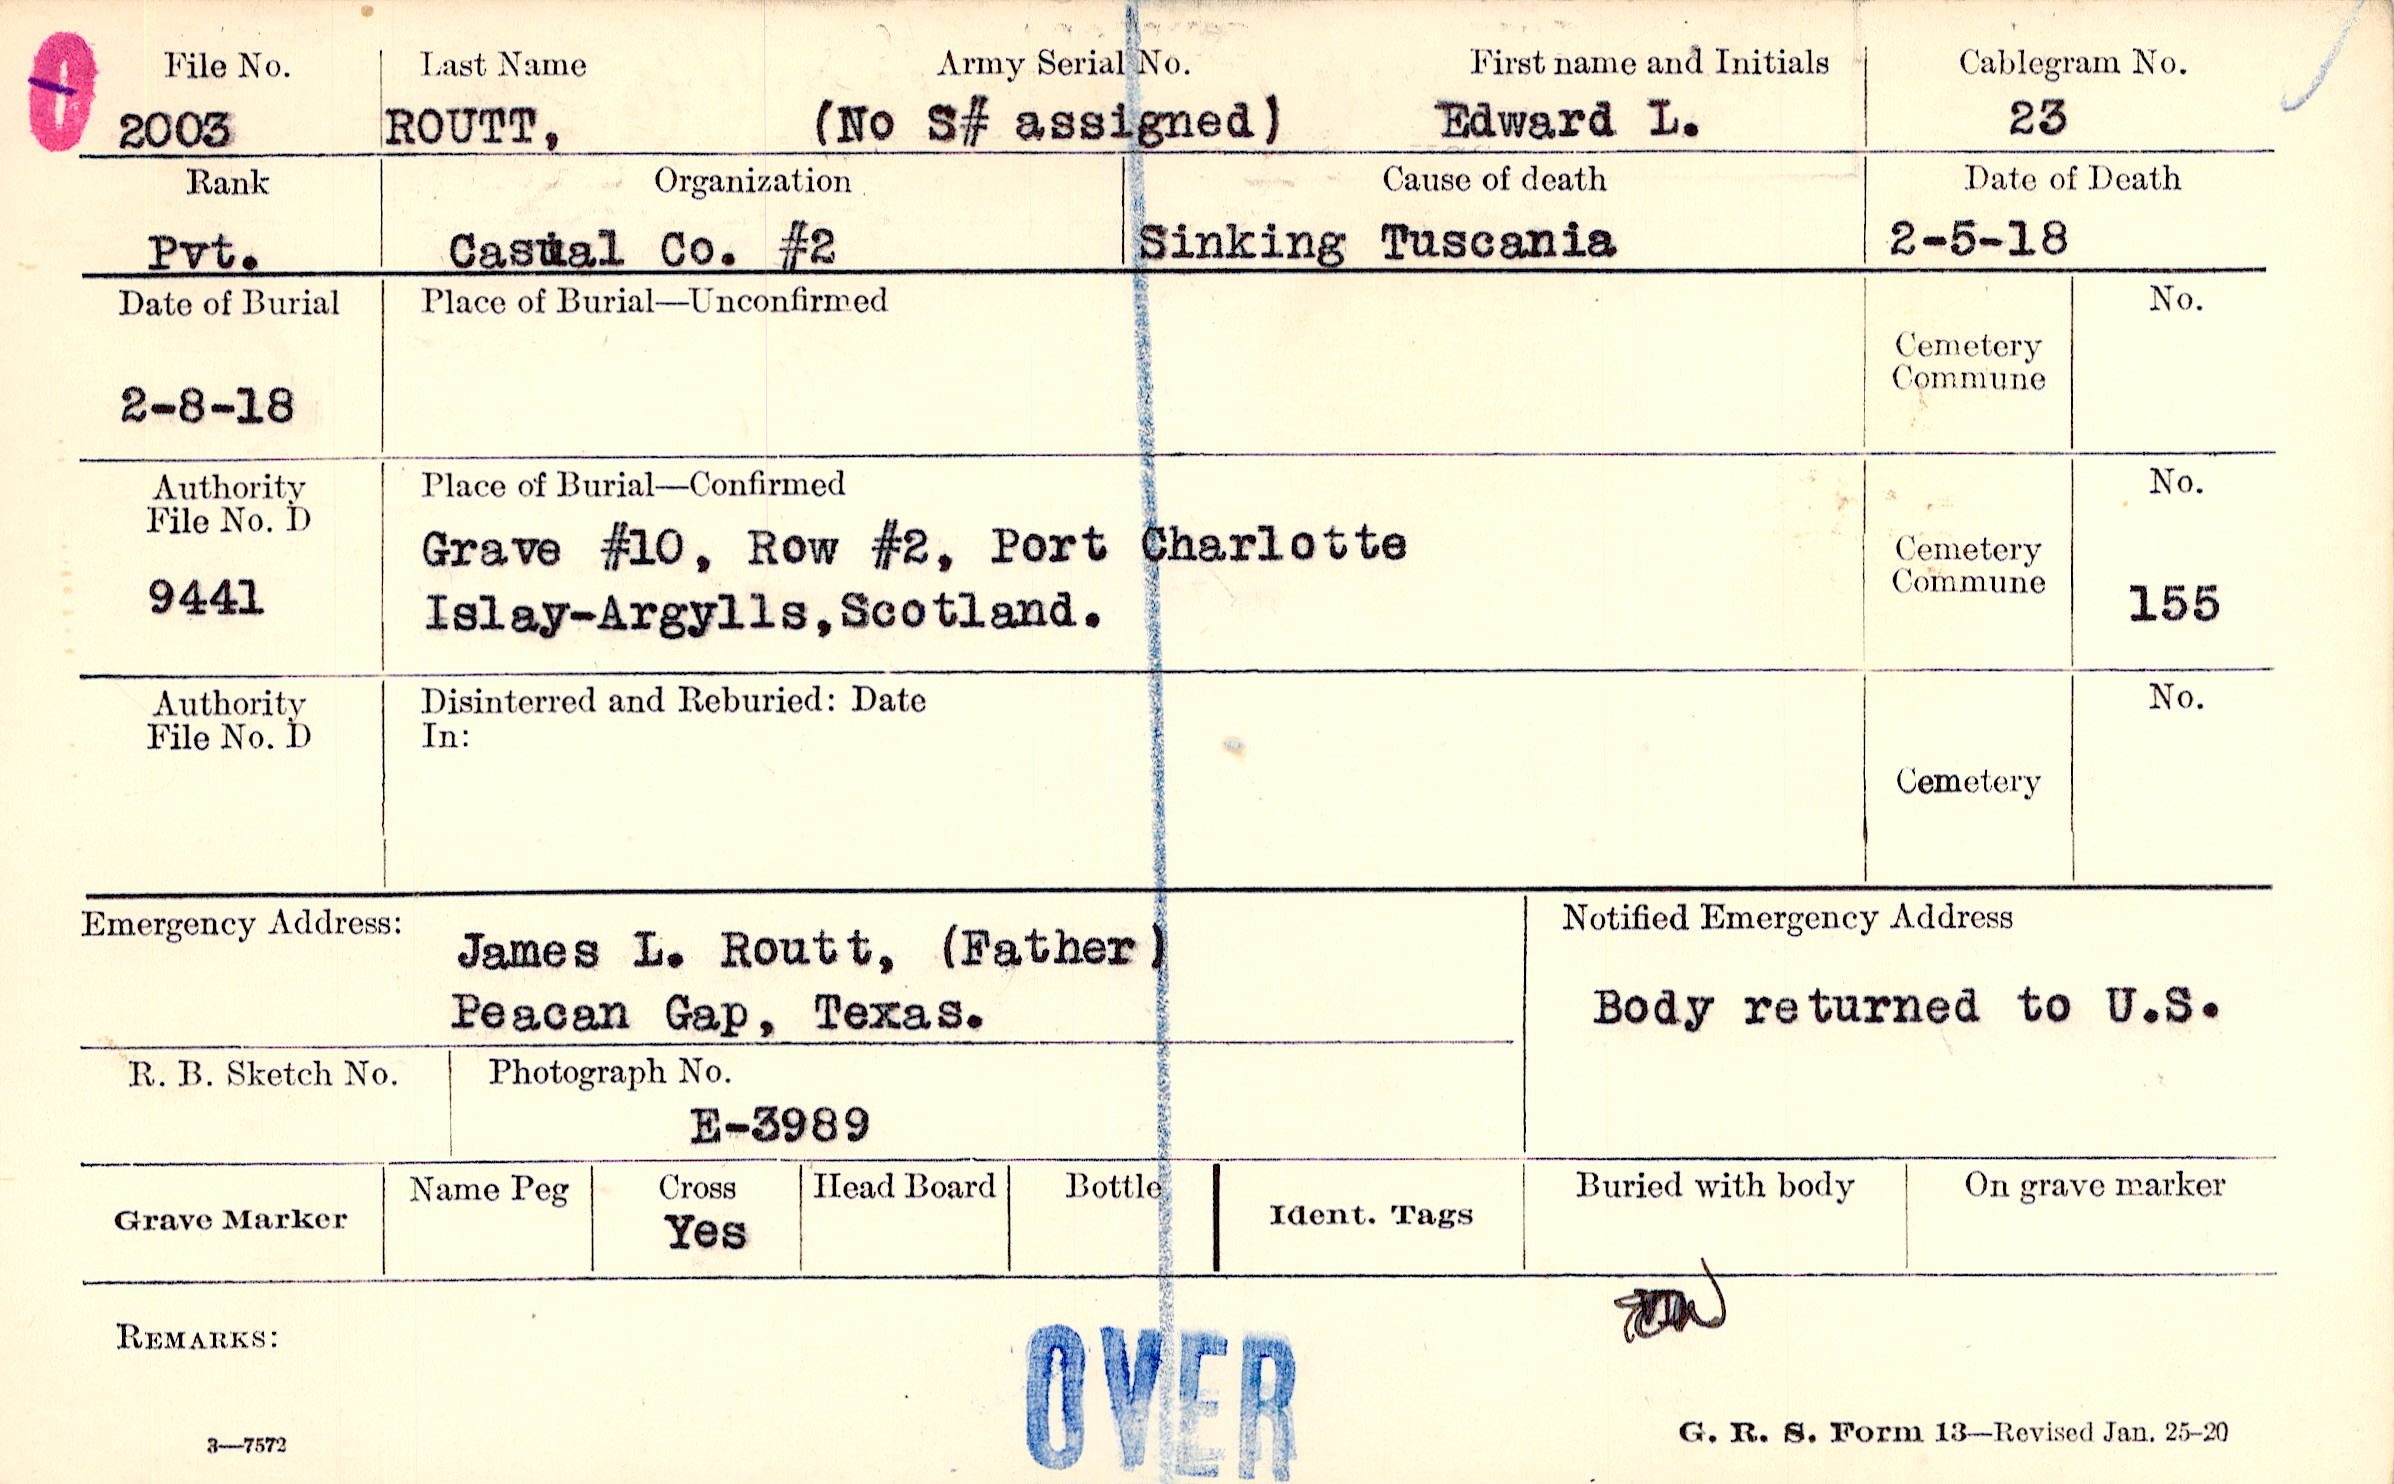 File No. Last Name Army Serial No. First name and Initials Cablegram No.
2003 ROUTT, (No S# assigned) Edward L. 23
Rank Organization Cause of death Date of Death
Pvt. Casual Co. #2 Sinking Tuscania 2-5-18
Date of Burial Place of Burial—Unconfirmed No.
Cemetery
Commune
2-8-18
Authority Place of Burial—Confirmed No.
File No. D
Grave #10, Row #2, Port Charlotte Cemetery
Commune
9441 Islay-Argylls,Scotland. 155
Authority Disinterred and Reburied: Date No.
File No. D In:
Cemetery
Emergency Address: Notified Emergency Address
James L. Routt, (Father)
Peacan Gap, Texas. Body returned to U.S.
R. B. Sketch No. Photograph No.
E-3989
Grave Marker Name Peg Cross Head Board Bottle Ident. Tags Buried with body On grave marker
Yes
REMARKS:
OVER
3—7572 G. R. S. Form 13—Revised Jan. 25-20